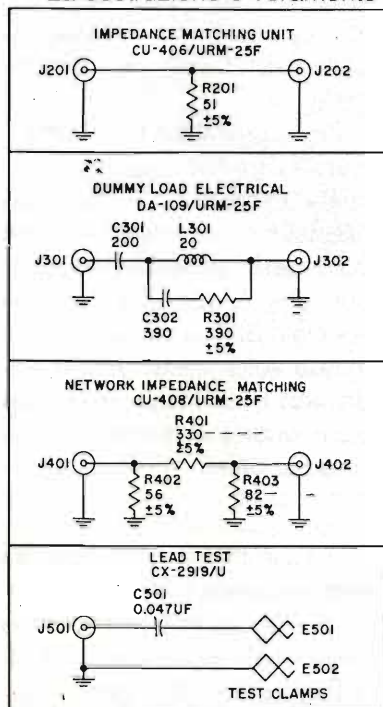 IMPEDANCE MATCHING UNIT
CU-406/URM-25F
J201
J202
R201
51
±5%
DUMMY LOAD ELECTRICAL
DA-109/URM-25F
C301
200
L301
20
J301
J302
C302
390
R301
390
±5%
NETWORK IMPEDANCE MATCHING
CU-408/URM-25F
R401
330
±5%
J401
J402
R402
56
±5%
R403
82
±5%
LEAD TEST
CX-2919/U
C501
0.047UF
J501
E501
E502
TEST CLAMPS